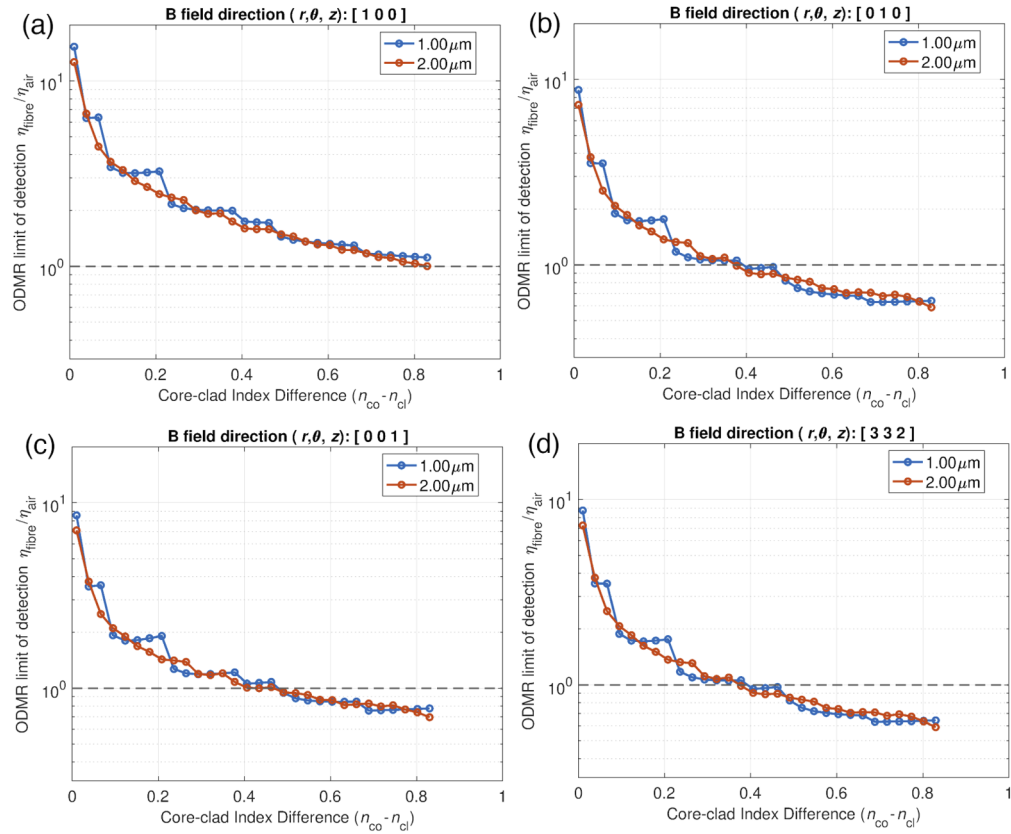 (a)
B field direction ( r,θ, z): [ 1 0 0 ]
ODMR limit of detection η_fibre/η_air
10^1
10^0
1.00μm
2.00μm
0 0.2 0.4 0.6 0.8 1
Core-clad Index Difference (n_co-n_cl)
(b)
B field direction ( r,θ, z): [ 0 1 0 ]
ODMR limit of detection η_fibre/η_air
10^1
10^0
1.00μm
2.00μm
0 0.2 0.4 0.6 0.8 1
Core-clad Index Difference (n_co-n_cl)
(c)
B field direction ( r,θ, z): [ 0 0 1 ]
ODMR limit of detection η_fibre/η_air
10^1
10^0
1.00μm
2.00μm
0 0.2 0.4 0.6 0.8 1
Core-clad Index Difference (n_co-n_cl)
(d)
B field direction ( r,θ, z): [ 3 3 2 ]
ODMR limit of detection η_fibre/η_air
10^1
10^0
1.00μm
2.00μm
0 0.2 0.4 0.6 0.8 1
Core-clad Index Difference (n_co-n_cl)